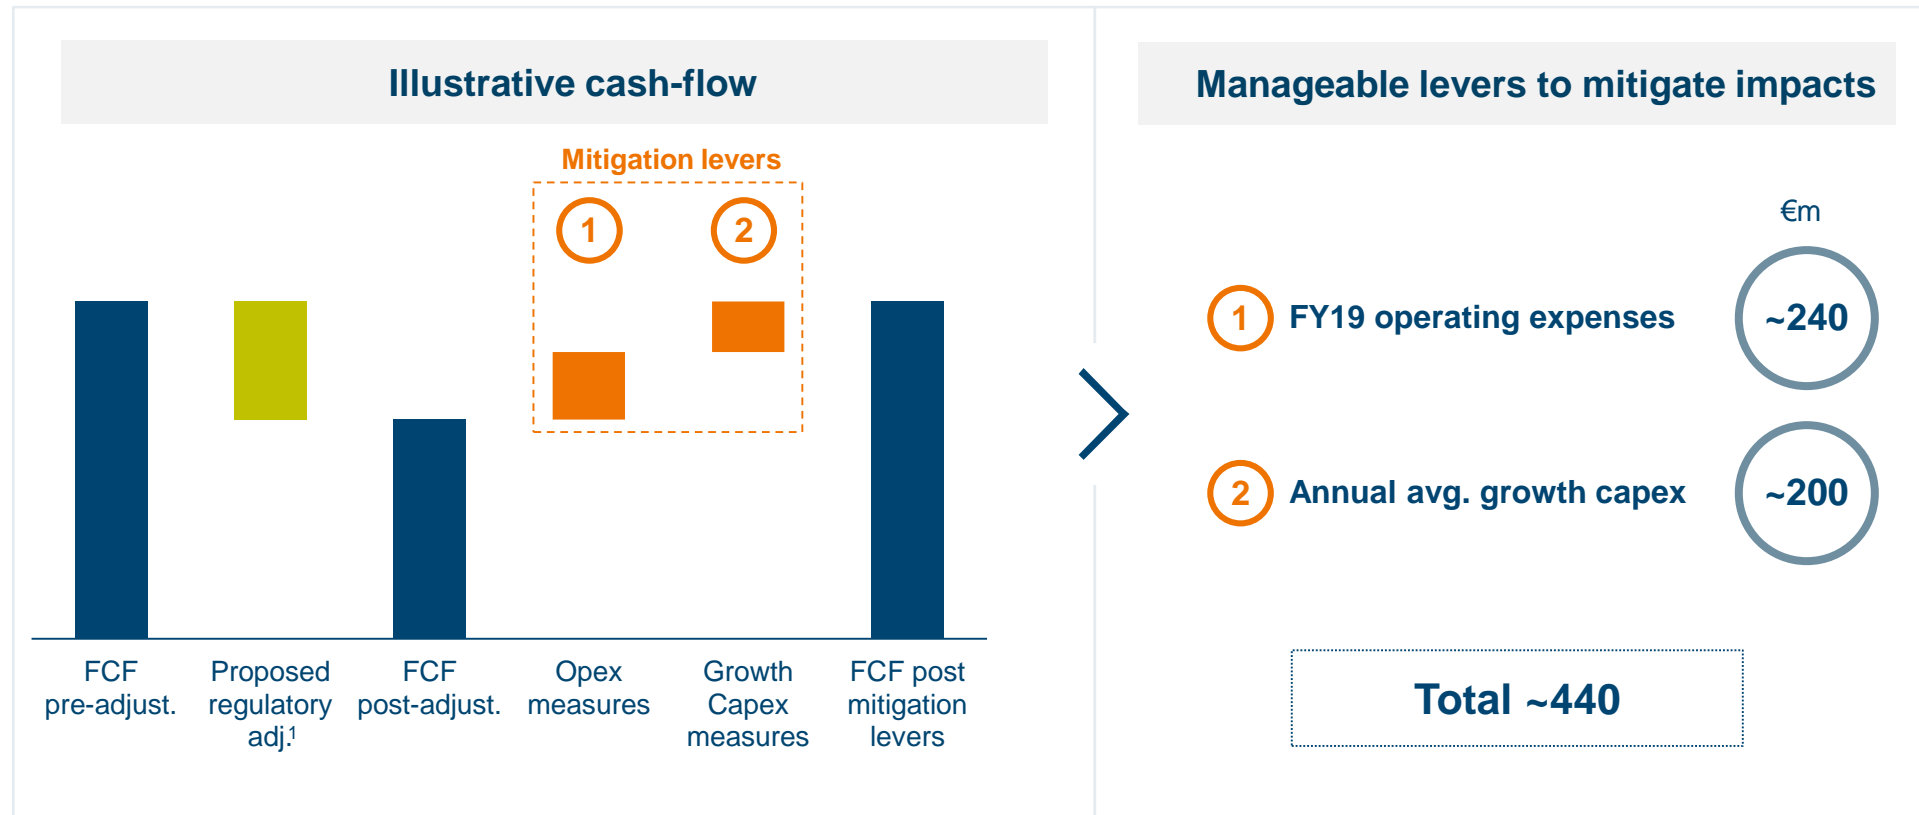 Illustrative cash-flow
Mitigation levers
1
2
FCF
pre-adjust.
Proposed
regulatory
adj.¹
FCF
post-adjust.
Opex
measures
Growth
Capex
measures
FCF post
mitigation
levers
Manageable levers to mitigate impacts
€m
1 FY19 operating expenses ~240
2 Annual avg. growth capex ~200
Total ~440